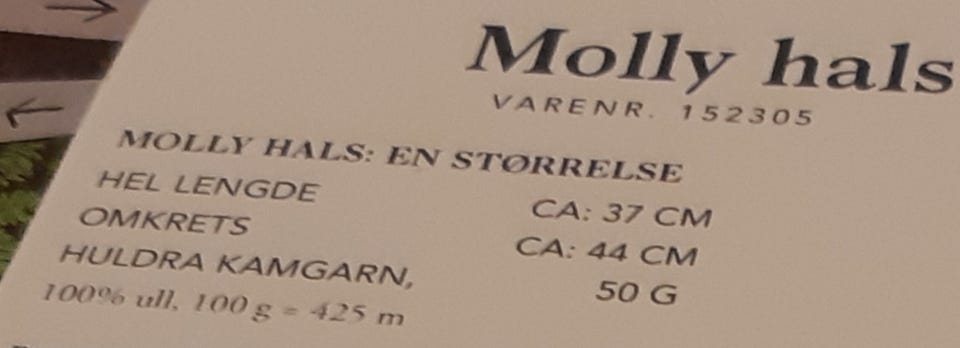 Molly hals
VARENR. 152305
MOLLY HALS: EN STØRRELSE
HEL LENGDE CA: 37 CM
OMKRETS CA: 44 CM
HULDRA KAMGARN, 50 G
100% ull, 100 g = 425 m